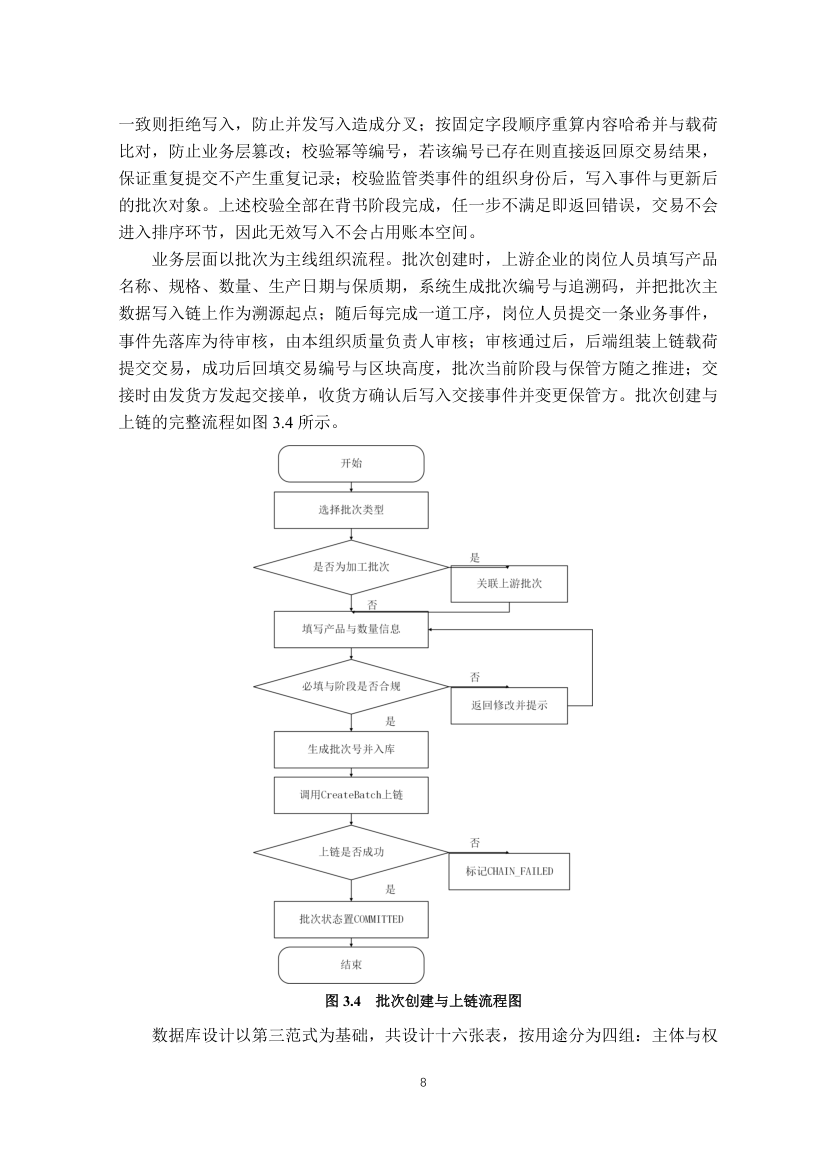 一致则拒绝写入，防止并发写入造成分叉；按固定字段顺序重算内容哈希并与载荷
比对，防止业务层篡改；校验幂等编号，若该编号已存在则直接返回原交易结果，
保证重复提交不产生重复记录；校验监管类事件的组织身份后，写入事件与更新后
的批次对象。上述校验全部在背书阶段完成，任一步不满足即返回错误，交易不会
进入排序环节，因此无效写入不会占用账本空间。
业务层面以批次为主线组织流程。批次创建时，上游企业的岗位人员填写产品
名称、规格、数量、生产日期与保质期，系统生成批次编号与追溯码，并把批次主
数据写入链上作为溯源起点；随后每完成一道工序，岗位人员提交一条业务事件，
事件先落库为待审核，由本组织质量负责人审核；审核通过后，后端组装上链载荷
提交交易，成功后回填交易编号与区块高度，批次当前阶段与保管方随之推进；交
接时由发货方发起交接单，收货方确认后写入交接事件并变更保管方。批次创建与
上链的完整流程如图 3.4 所示。
开始
选择批次类型
是否为加工批次
是
关联上游批次
否
填写产品与数量信息
必填与阶段是否合规
否
返回修改并提示
是
生成批次号并入库
调用CreateBatch上链
上链是否成功
否
标记CHAIN_FAILED
是
批次状态置COMMITTED
结束
图 3.4 批次创建与上链流程图
数据库设计以第三范式为基础，共设计十六张表，按用途分为四组：主体与权
8